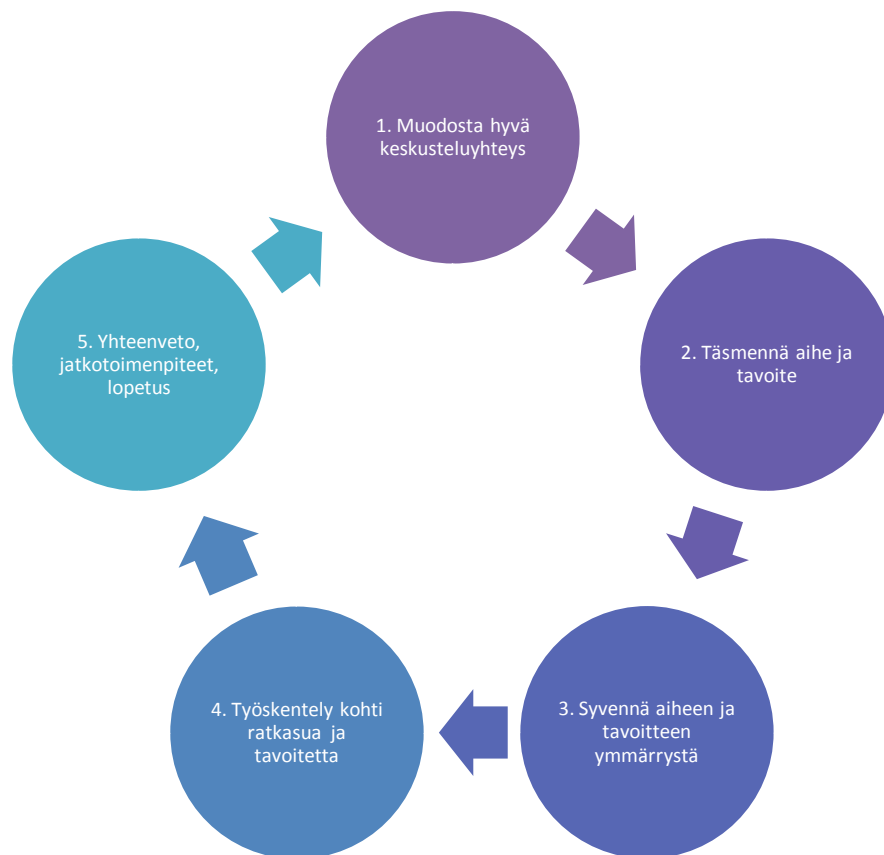 1. Muodosta hyvä
keskusteluyhteys
2. Täsmennä aihe ja
tavoite
3. Syvennä aiheen ja
tavoitteen
ymmärrystä
4. Työskentely kohti
ratkasua ja
tavoitetta
5. Yhteenveto,
jatkotoimenpiteet,
lopetus